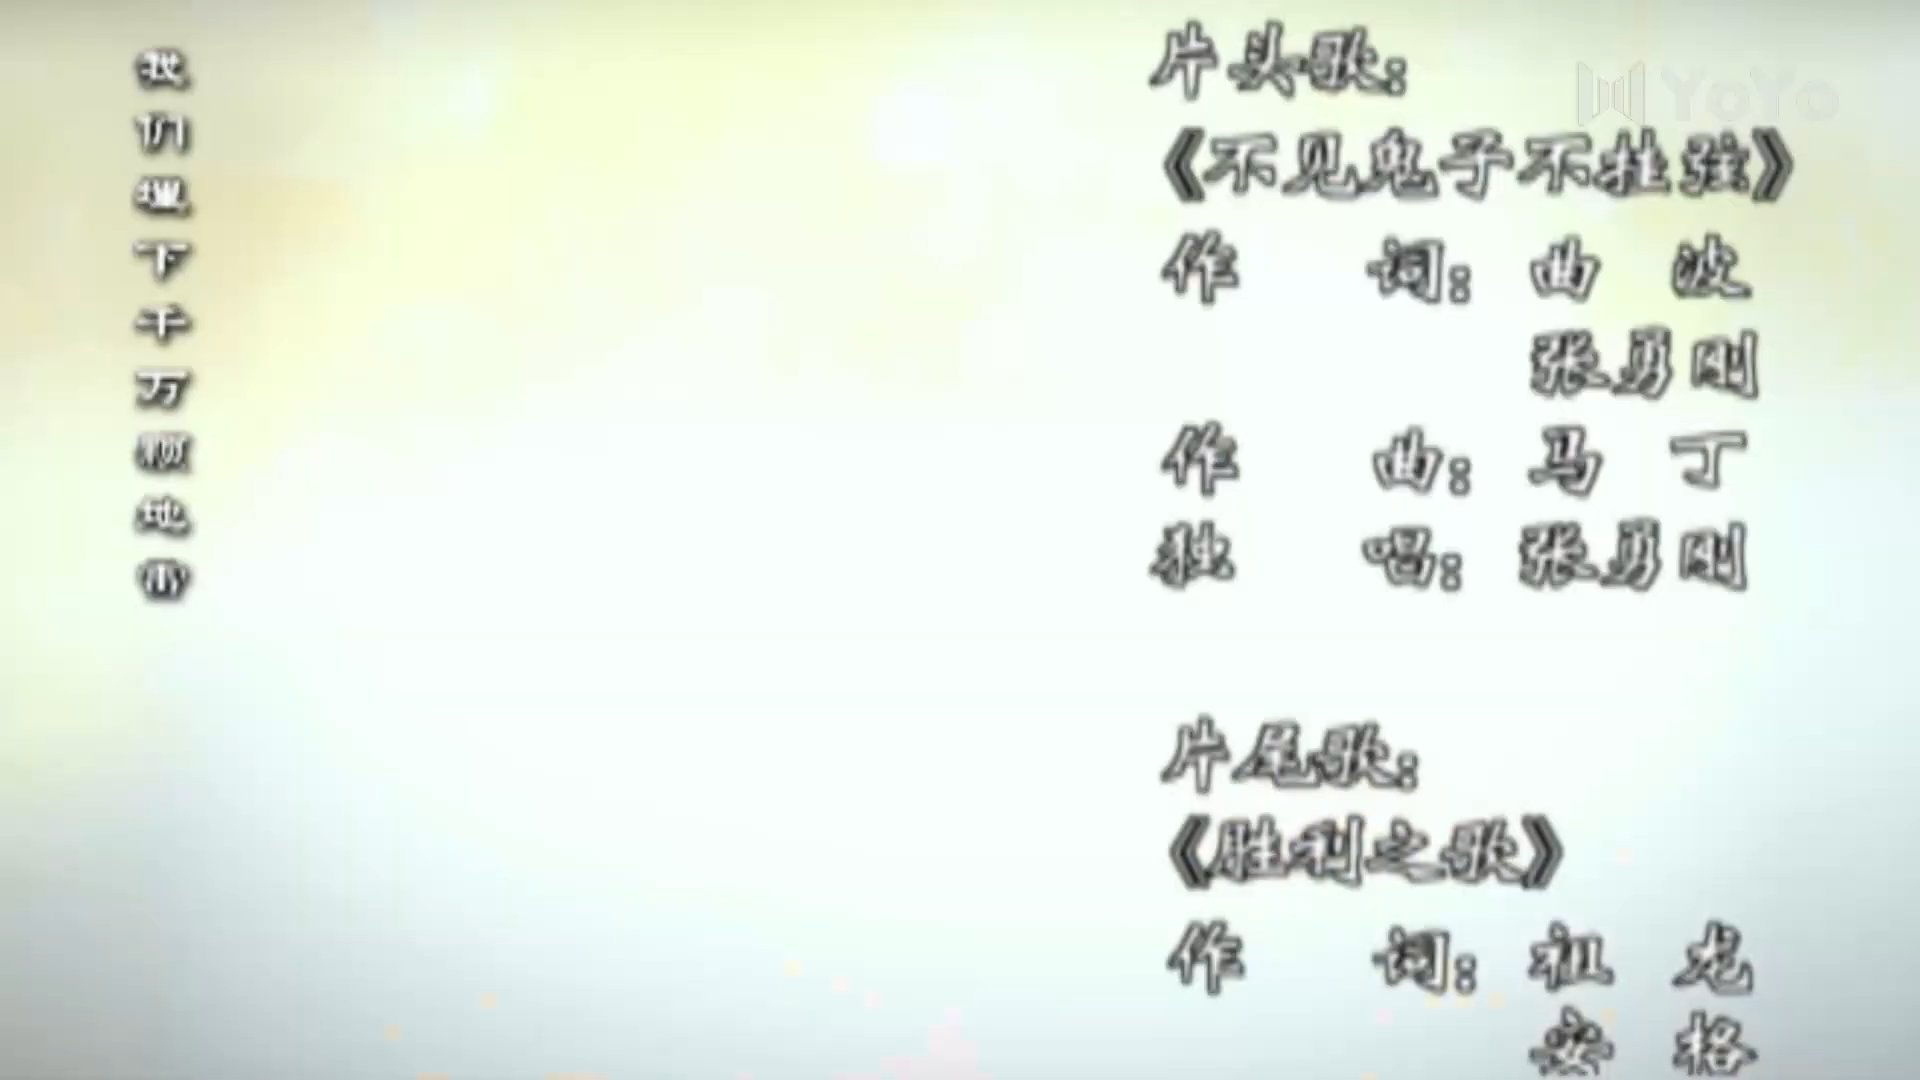 我们埋下千万颗地雷
YoYo
片头歌：
《不见鬼子不挂弦》
作 词： 曲 波
张勇刚
作 曲： 马 丁
独 唱： 张勇刚
片尾歌：
《胜利之歌》
作 词： 祖 龙
安 格